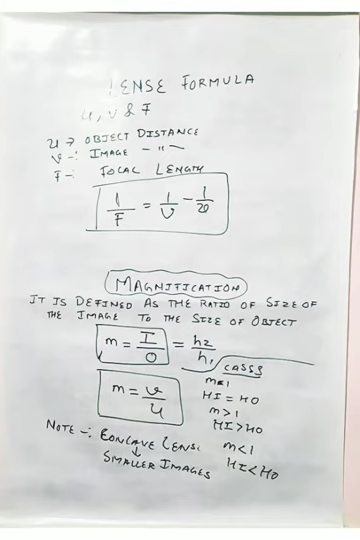 LENSE FORMULA
u, v & F
u → OBJECT DISTANCE
v -: IMAGE - " -
F -: FOCAL LENGTH
1/F = 1/v - 1/20
MAGNIFICATION
IT IS DEFINED AS THE RATIO OF SIZE OF
THE IMAGE TO THE SIZE OF OBJECT
m = I/O = h2/h1
CASES
m=1
HI = HO
m = v/u
m>1
HI>HO
NOTE -: CONCAVE LENS
m<1
↓
SMALLER IMAGES
HI<HO